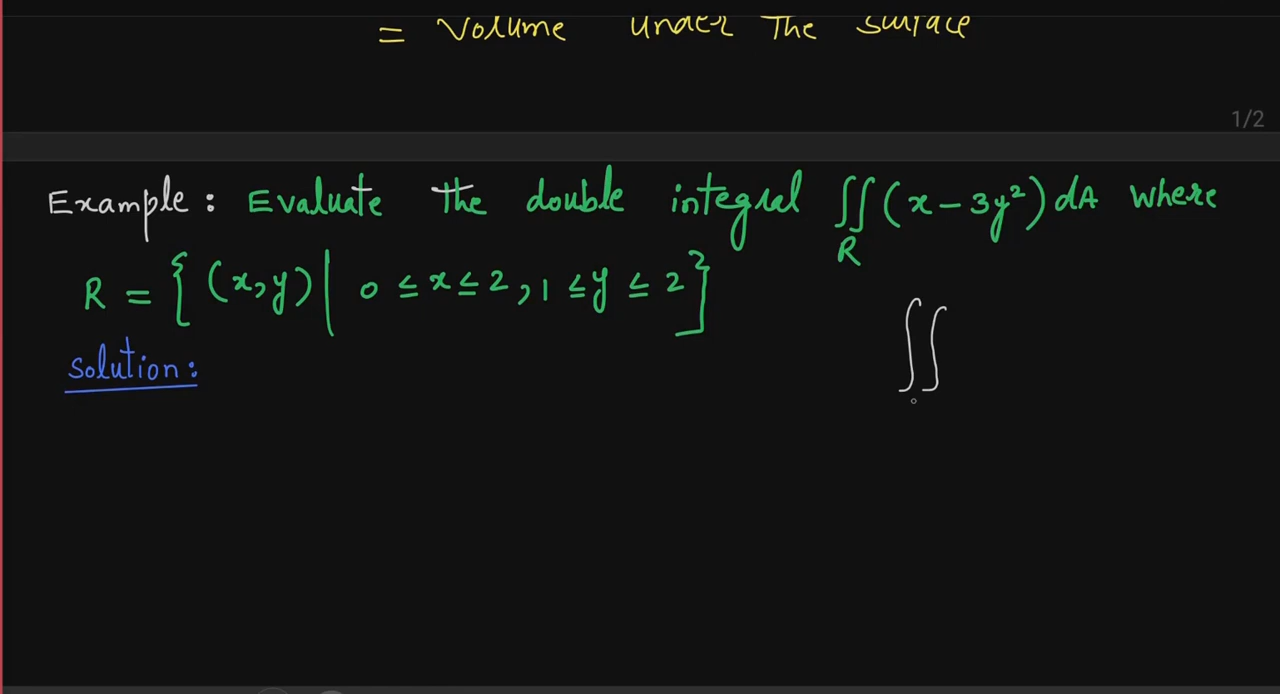 = Volume under The surface
1/2
Example: Evaluate the double integral ∬_R (x - 3y²) dA where
R = { (x,y) | 0 ≤ x ≤ 2, 1 ≤ y ≤ 2 }
Solution:
∬